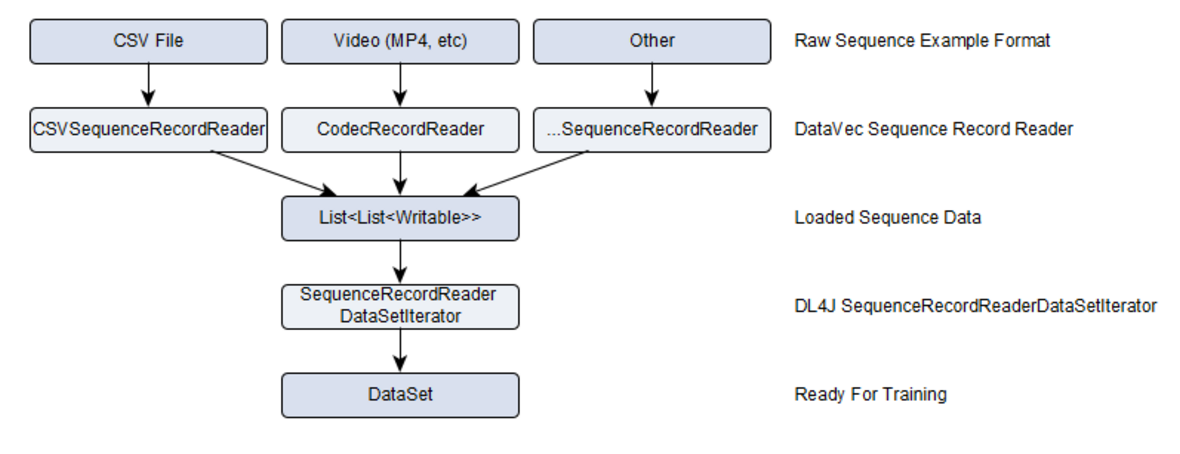 CSV File
Video (MP4, etc)
Other
Raw Sequence Example Format
CSVSequenceRecordReader
CodecRecordReader
...SequenceRecordReader
DataVec Sequence Record Reader
List<List<Writable>>
Loaded Sequence Data
SequenceRecordReader
DataSetIterator
DL4J SequenceRecordReaderDataSetIterator
DataSet
Ready For Training